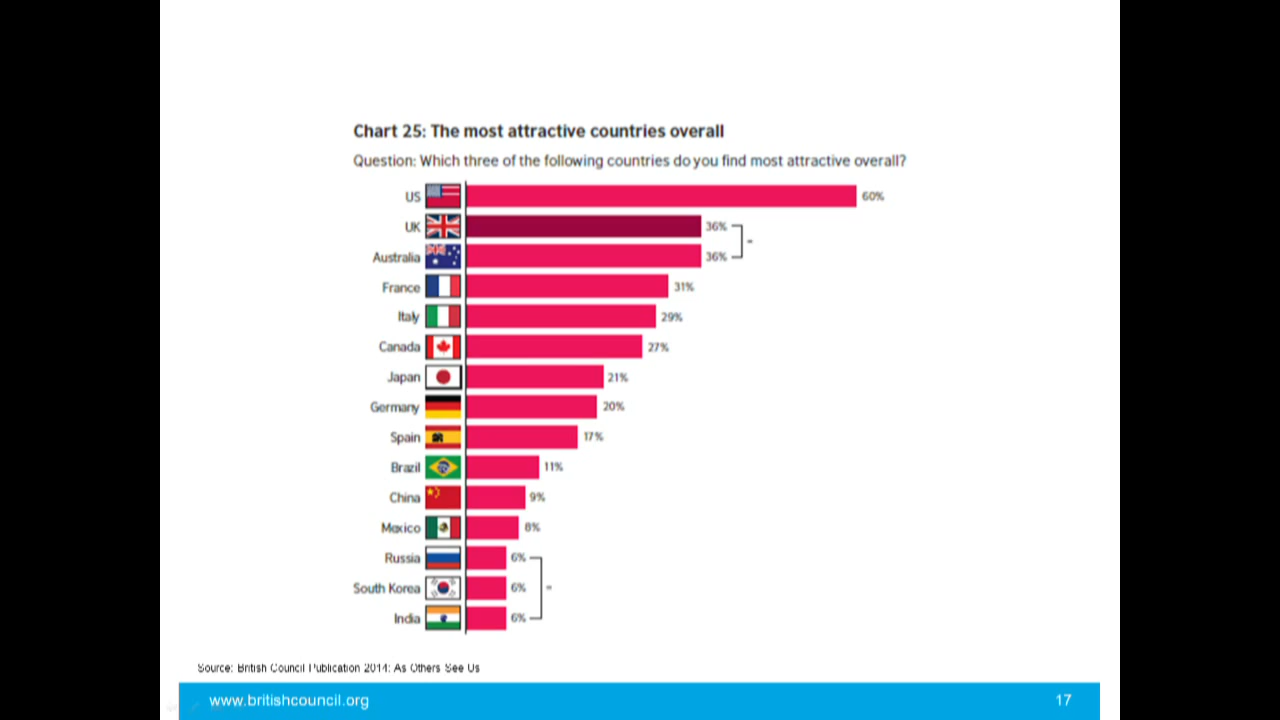 Chart 25: The most attractive countries overall
Question: Which three of the following countries do you find most attractive overall?
US 60%
UK 36%
Australia 36%
=
France 31%
Italy 29%
Canada 27%
Japan 21%
Germany 20%
Spain 17%
Brazil 11%
China 9%
Mexico 8%
Russia 6%
South Korea 6%
=
India 6%
Source: British Council Publication 2014: As Others See Us
www.britishcouncil.org 17